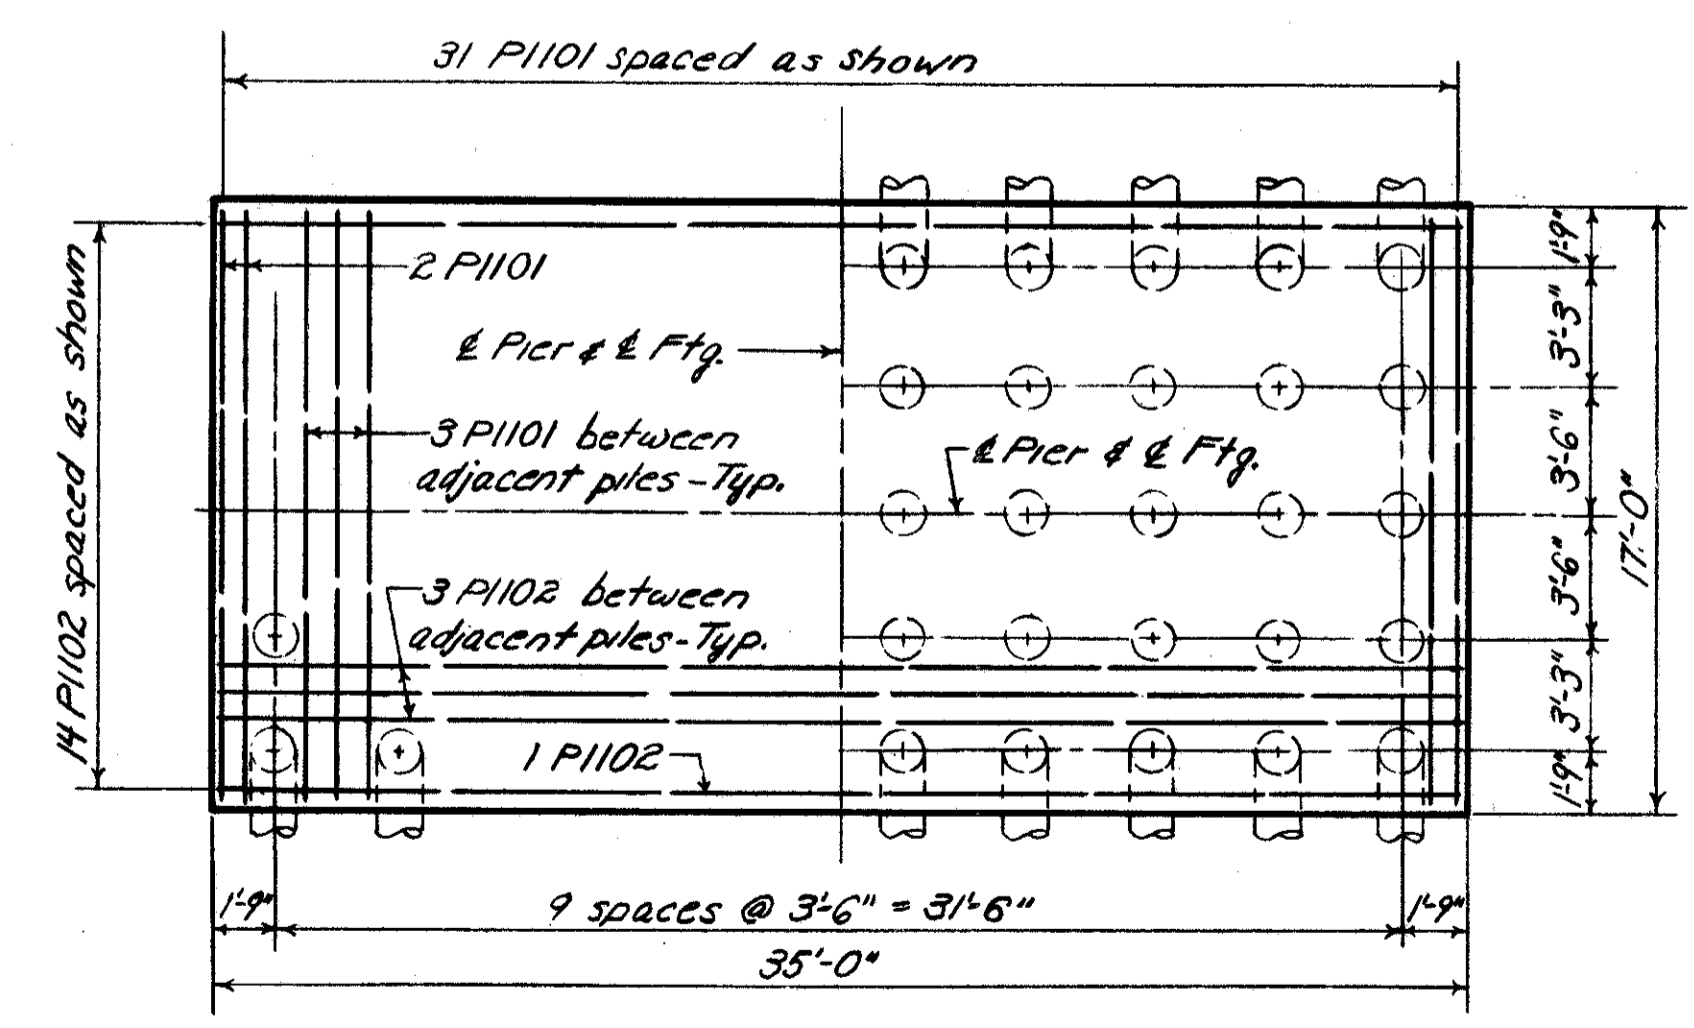 31 P1101 spaced as shown
2 P1101
℄ Pier & ℄ Ftg.
3 P1101 between
adjacent piles - Typ.
℄ Pier & ℄ Ftg.
3 P1102 between
adjacent piles - Typ.
1 P1102
14 P1102 spaced as shown
1'-9"
3'-3"
3'-6"
3'-6"
3'-3"
1'-9"
17'-0"
1'-9"
9 spaces @ 3'-6" = 31'-6"
1'-9"
35'-0"